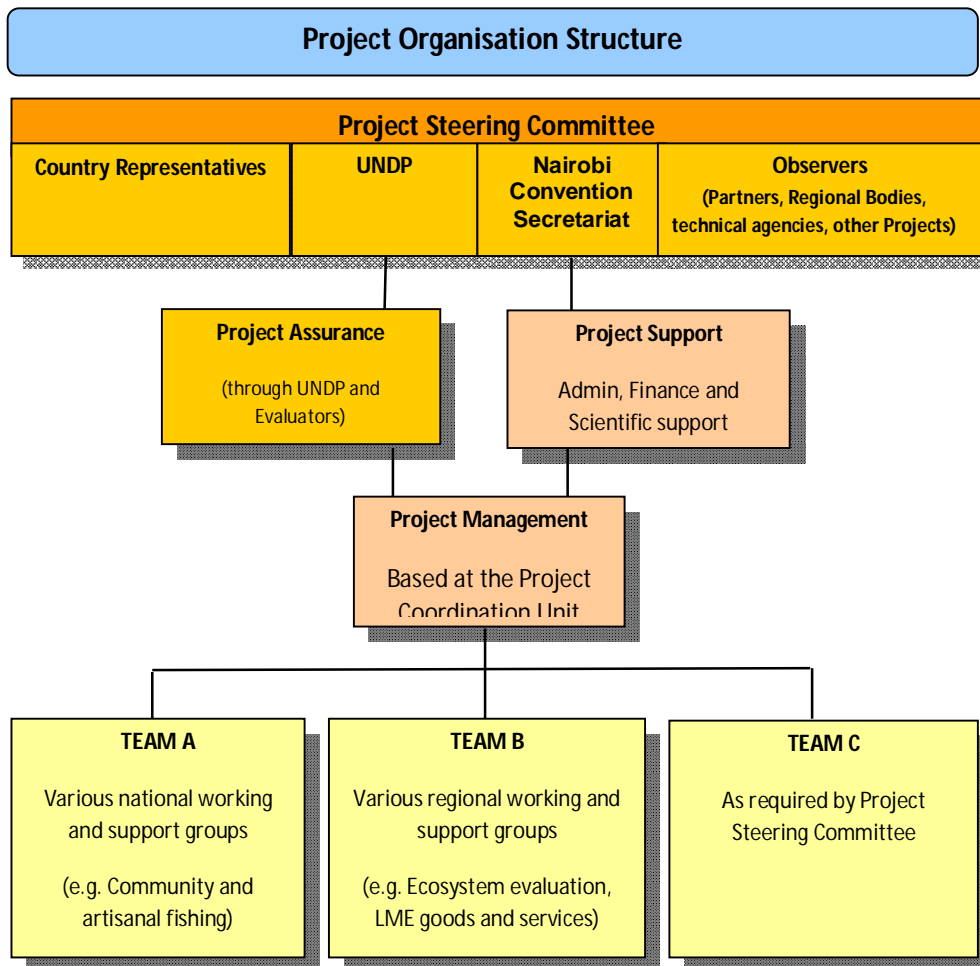 Project Organisation Structure
Project Steering Committee
Country Representatives
UNDP
Nairobi
Convention
Secretariat
Observers
(Partners, Regional Bodies,
technical agencies, other Projects)
Project Assurance
(through UNDP and
Evaluators)
Project Support
Admin, Finance and
Scientific support
Project Management
Based at the Project
Coordination Unit
TEAM A
Various national working
and support groups
(e.g. Community and
artisanal fishing)
TEAM B
Various regional working and
support groups
(e.g. Ecosystem evaluation,
LME goods and services)
TEAM C
As required by Project
Steering Committee